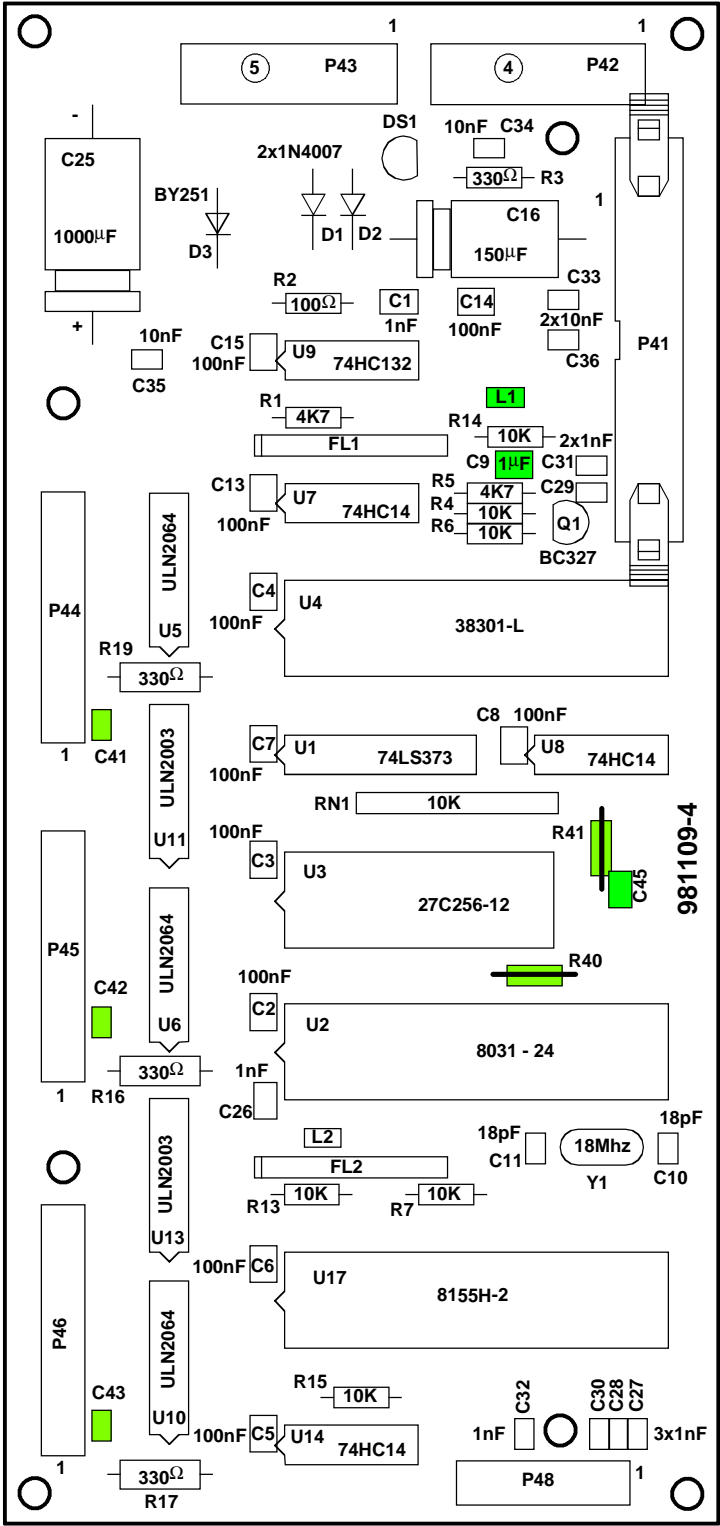 1
1
5
P43
4
P42
-
C25
1000µF
+
DS1
10nF
C34
2x1N4007
330Ω
R3
BY251
D3
D1
D2
C16
150µF
1
R2
100Ω
C1
1nF
C14
100nF
C33
2x10nF
C36
P41
10nF
C35
C15
100nF
U9
74HC132
R1
4K7
L1
R14
10K
FL1
2x1nF
C9
1µF
C31
C13
100nF
U7
74HC14
R5
4K7
C29
R4
10K
R6
10K
Q1
BC327
P44
ULN2064
U5
C4
100nF
U4
38301-L
R19
330Ω
1
C41
C7
100nF
U1
74LS373
C8
100nF
U8
74HC14
ULN2003
U11
RN1
10K
100nF
C3
U3
27C256-12
R41
C45
981109-4
P45
ULN2064
U6
C42
R40
100nF
C2
U2
8031 - 24
1
R16
330Ω
1nF
C26
L2
18pF
C11
18Mhz
Y1
18pF
C10
ULN2003
U13
FL2
R13
10K
R7
10K
100nF
C6
U17
8155H-2
P46
ULN2064
U10
C43
R15
10K
C32
1nF
C30
C28
C27
3x1nF
100nF
C5
U14
74HC14
1
330Ω
R17
P48
1